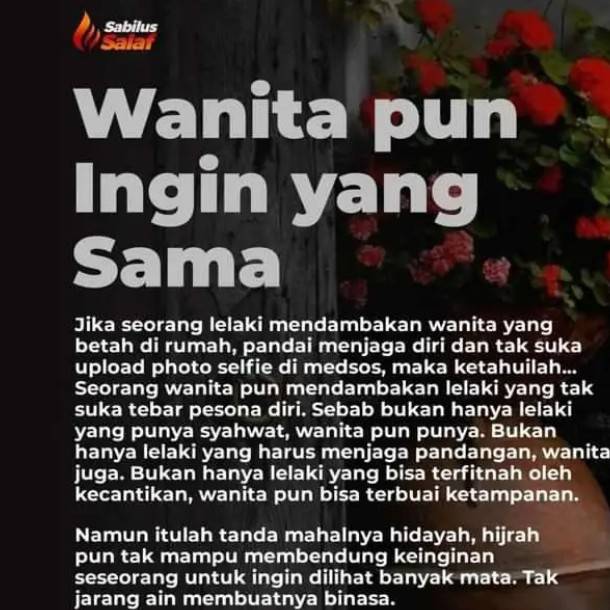 Sabilus
Salaf
Wanita pun
Ingin yang
Sama
Jika seorang lelaki mendambakan wanita yang
betah di rumah, pandai menjaga diri dan tak suka
upload photo selfie di medsos, maka ketahuilah...
Seorang wanita pun mendambakan lelaki yang tak
suka tebar pesona diri. Sebab bukan hanya lelaki
yang punya syahwat, wanita pun punya. Bukan
hanya lelaki yang harus menjaga pandangan, wanita
juga. Bukan hanya lelaki yang bisa terfitnah oleh
kecantikan, wanita pun bisa terbuai ketampanan.
Namun itulah tanda mahalnya hidayah, hijrah
pun tak mampu membendung keinginan
seseorang untuk ingin dilihat banyak mata. Tak
jarang ain membuatnya binasa.